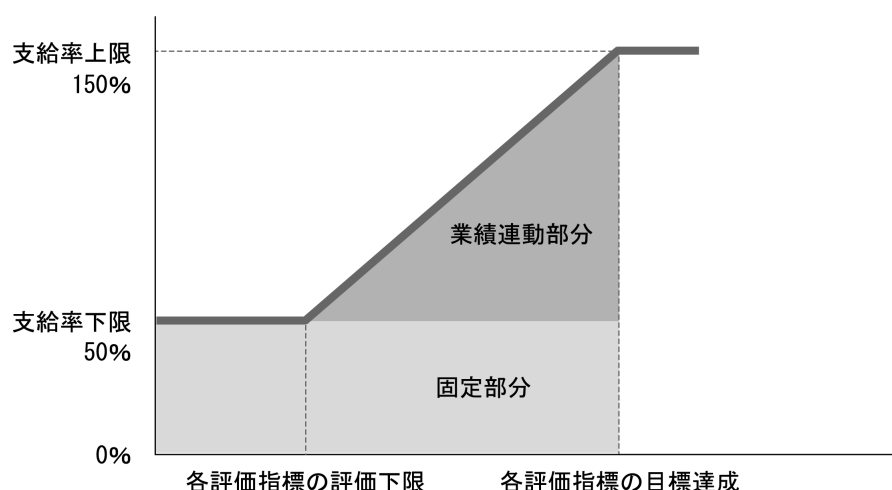 支給率上限
150%
業績連動部分
支給率下限
50%
固定部分
0%
各評価指標の評価下限
各評価指標の目標達成